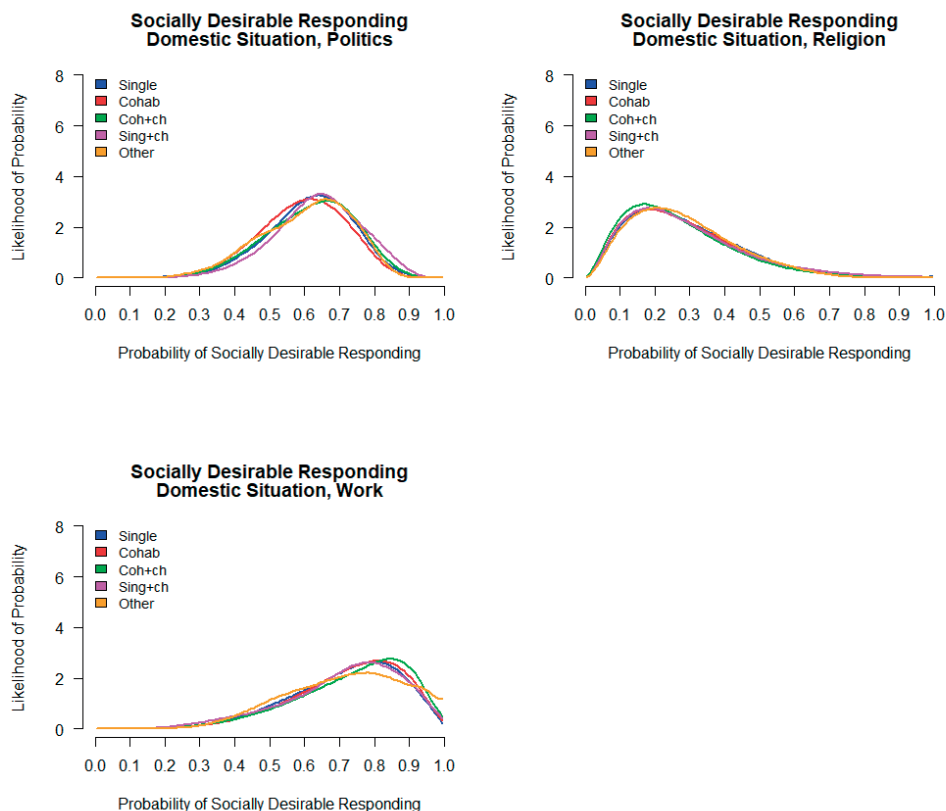 Socially Desirable Responding
Domestic Situation, Politics
Likelihood of Probability
8
6
4
2
0
Single
Cohab
Coh+ch
Sing+ch
Other
0.0 0.1 0.2 0.3 0.4 0.5 0.6 0.7 0.8 0.9 1.0
Probability of Socially Desirable Responding
Socially Desirable Responding
Domestic Situation, Religion
Likelihood of Probability
8
6
4
2
0
Single
Cohab
Coh+ch
Sing+ch
Other
0.0 0.1 0.2 0.3 0.4 0.5 0.6 0.7 0.8 0.9 1.0
Probability of Socially Desirable Responding
Socially Desirable Responding
Domestic Situation, Work
Likelihood of Probability
8
6
4
2
0
Single
Cohab
Coh+ch
Sing+ch
Other
0.0 0.1 0.2 0.3 0.4 0.5 0.6 0.7 0.8 0.9 1.0
Probability of Socially Desirable Responding